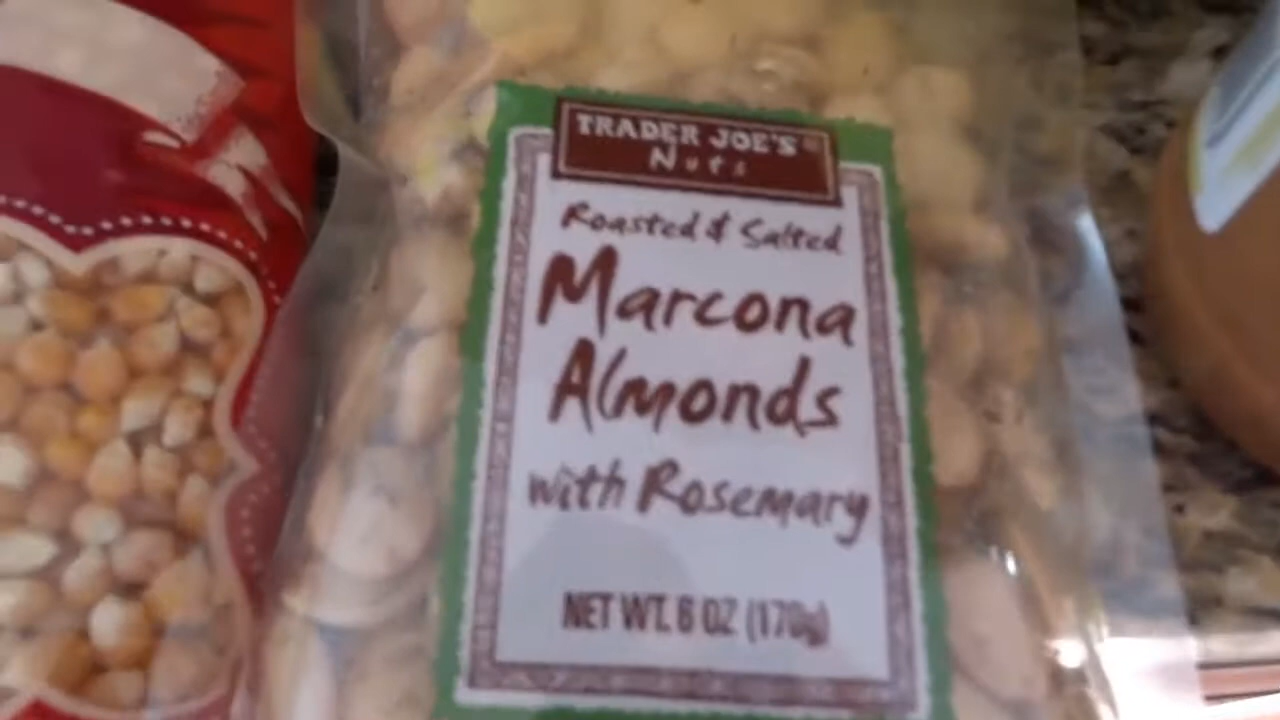 TRADER JOE'S
Nuts
Roasted & Salted
Marcona
Almonds
with Rosemary
NET WT. 6 OZ (170g)